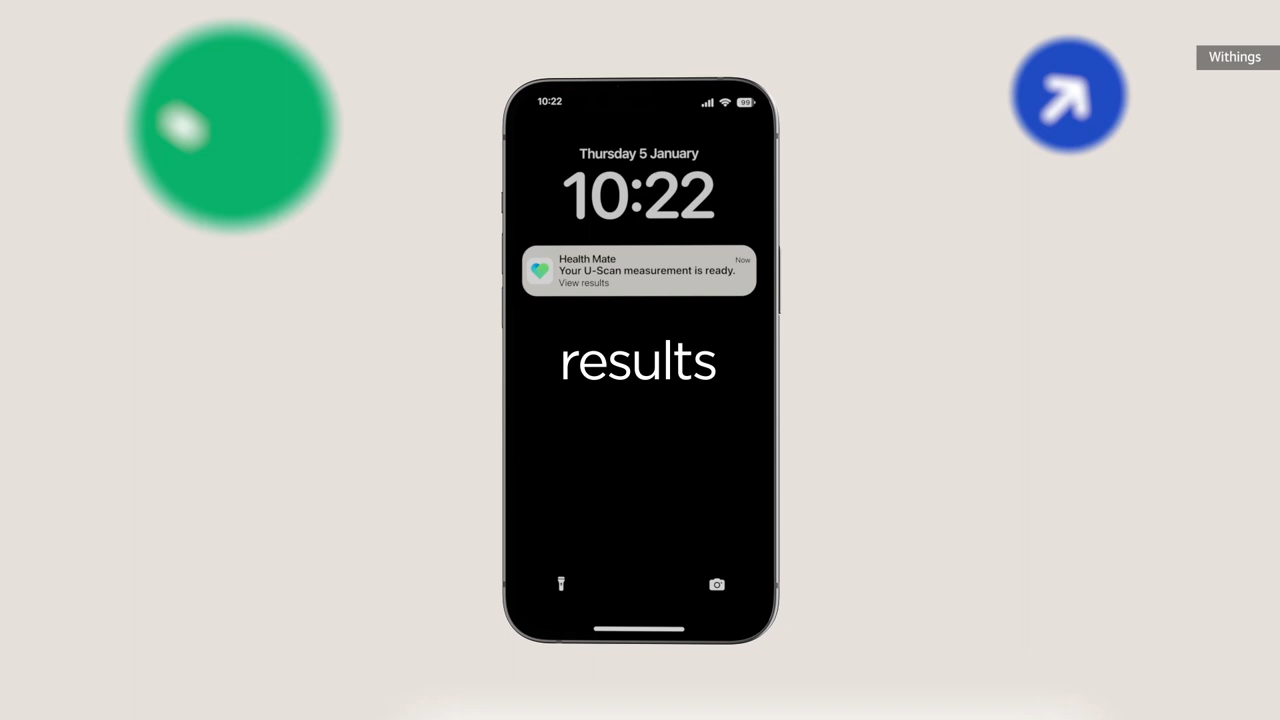 Withings
10:22
99
Thursday 5 January
10:22
Health Mate
Now
Your U-Scan measurement is ready.
View results
results